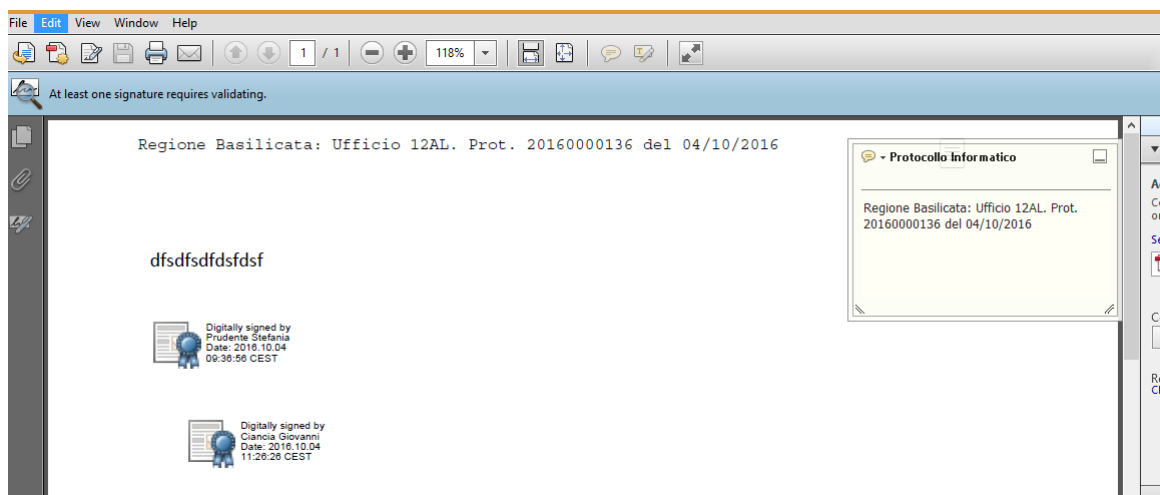 File Edit View Window Help
1 / 1 118%
At least one signature requires validating.
Regione Basilicata: Ufficio 12AL. Prot. 20160000136 del 04/10/2016
Protocollo Informatico
Regione Basilicata: Ufficio 12AL. Prot.
20160000136 del 04/10/2016
dfsdfsdfdsfdsf
Digitally signed by
Prudente Stefania
Date: 2016.10.04
09:36:56 CEST
Digitally signed by
Ciancia Giovanni
Date: 2016.10.04
11:26:26 CEST